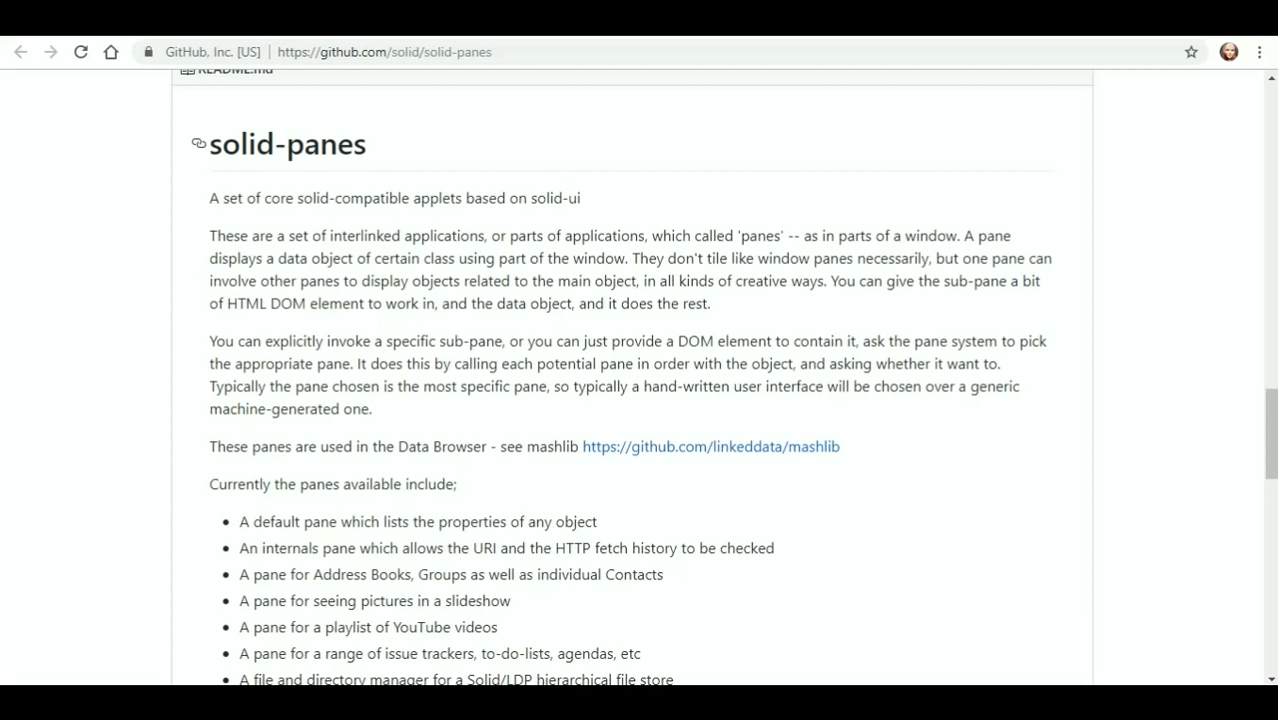 GitHub, Inc. [US] | https://github.com/solid/solid-panes
README.md
solid-panes
A set of core solid-compatible applets based on solid-ui
These are a set of interlinked applications, or parts of applications, which called 'panes' -- as in parts of a window. A pane
displays a data object of certain class using part of the window. They don't tile like window panes necessarily, but one pane can
involve other panes to display objects related to the main object, in all kinds of creative ways. You can give the sub-pane a bit
of HTML DOM element to work in, and the data object, and it does the rest.
You can explicitly invoke a specific sub-pane, or you can just provide a DOM element to contain it, ask the pane system to pick
the appropriate pane. It does this by calling each potential pane in order with the object, and asking whether it want to.
Typically the pane chosen is the most specific pane, so typically a hand-written user interface will be chosen over a generic
machine-generated one.
These panes are used in the Data Browser - see mashlib https://github.com/linkeddata/mashlib
Currently the panes available include;
• A default pane which lists the properties of any object
• An internals pane which allows the URI and the HTTP fetch history to be checked
• A pane for Address Books, Groups as well as individual Contacts
• A pane for seeing pictures in a slideshow
• A pane for a playlist of YouTube videos
• A pane for a range of issue trackers, to-do-lists, agendas, etc
• A file and directory manager for a Solid/LDP hierarchical file store